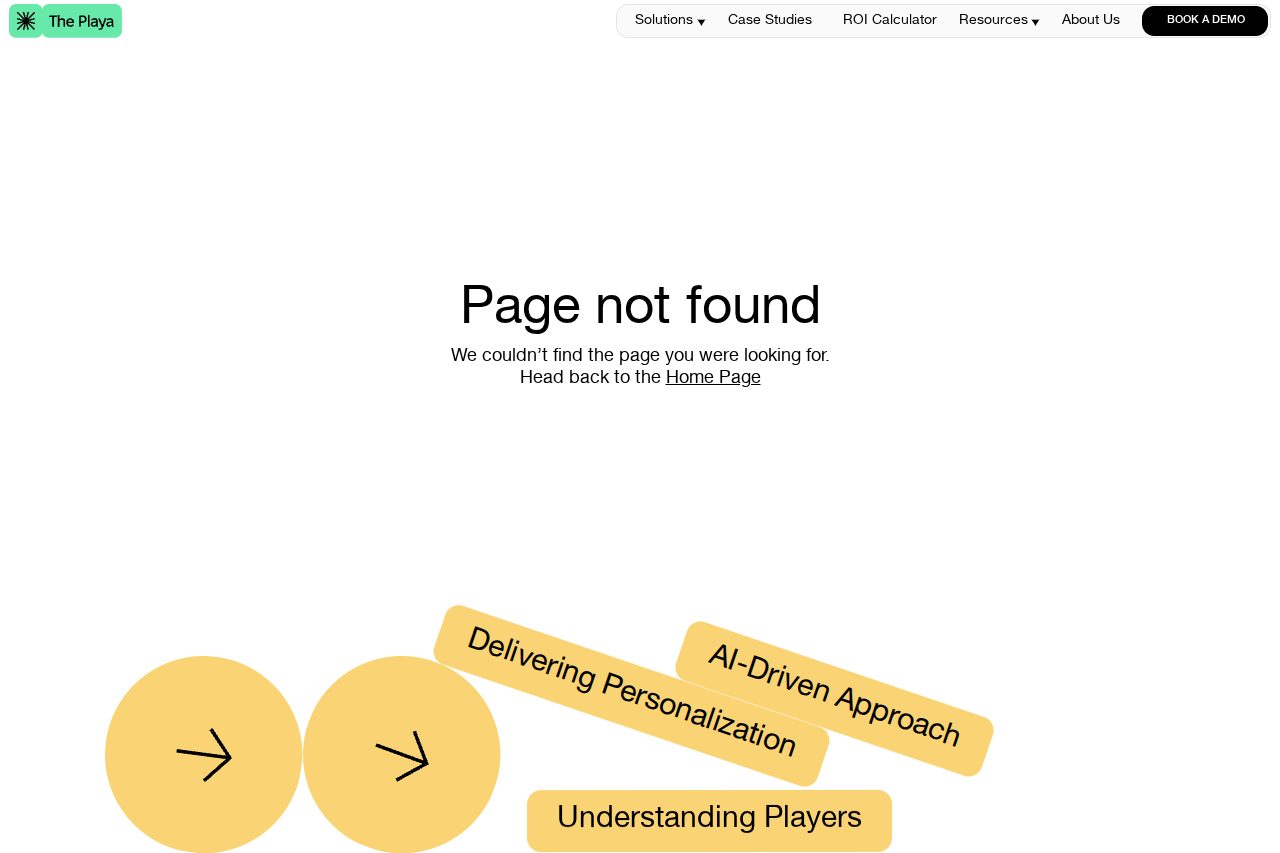 The Playa
Solutions
Case Studies
ROI Calculator
Resources
About Us
BOOK A DEMO
Page not found
We couldn’t find the page you were looking for.
Head back to the Home Page
Delivering Personalization
AI-Driven Approach
Understanding Players